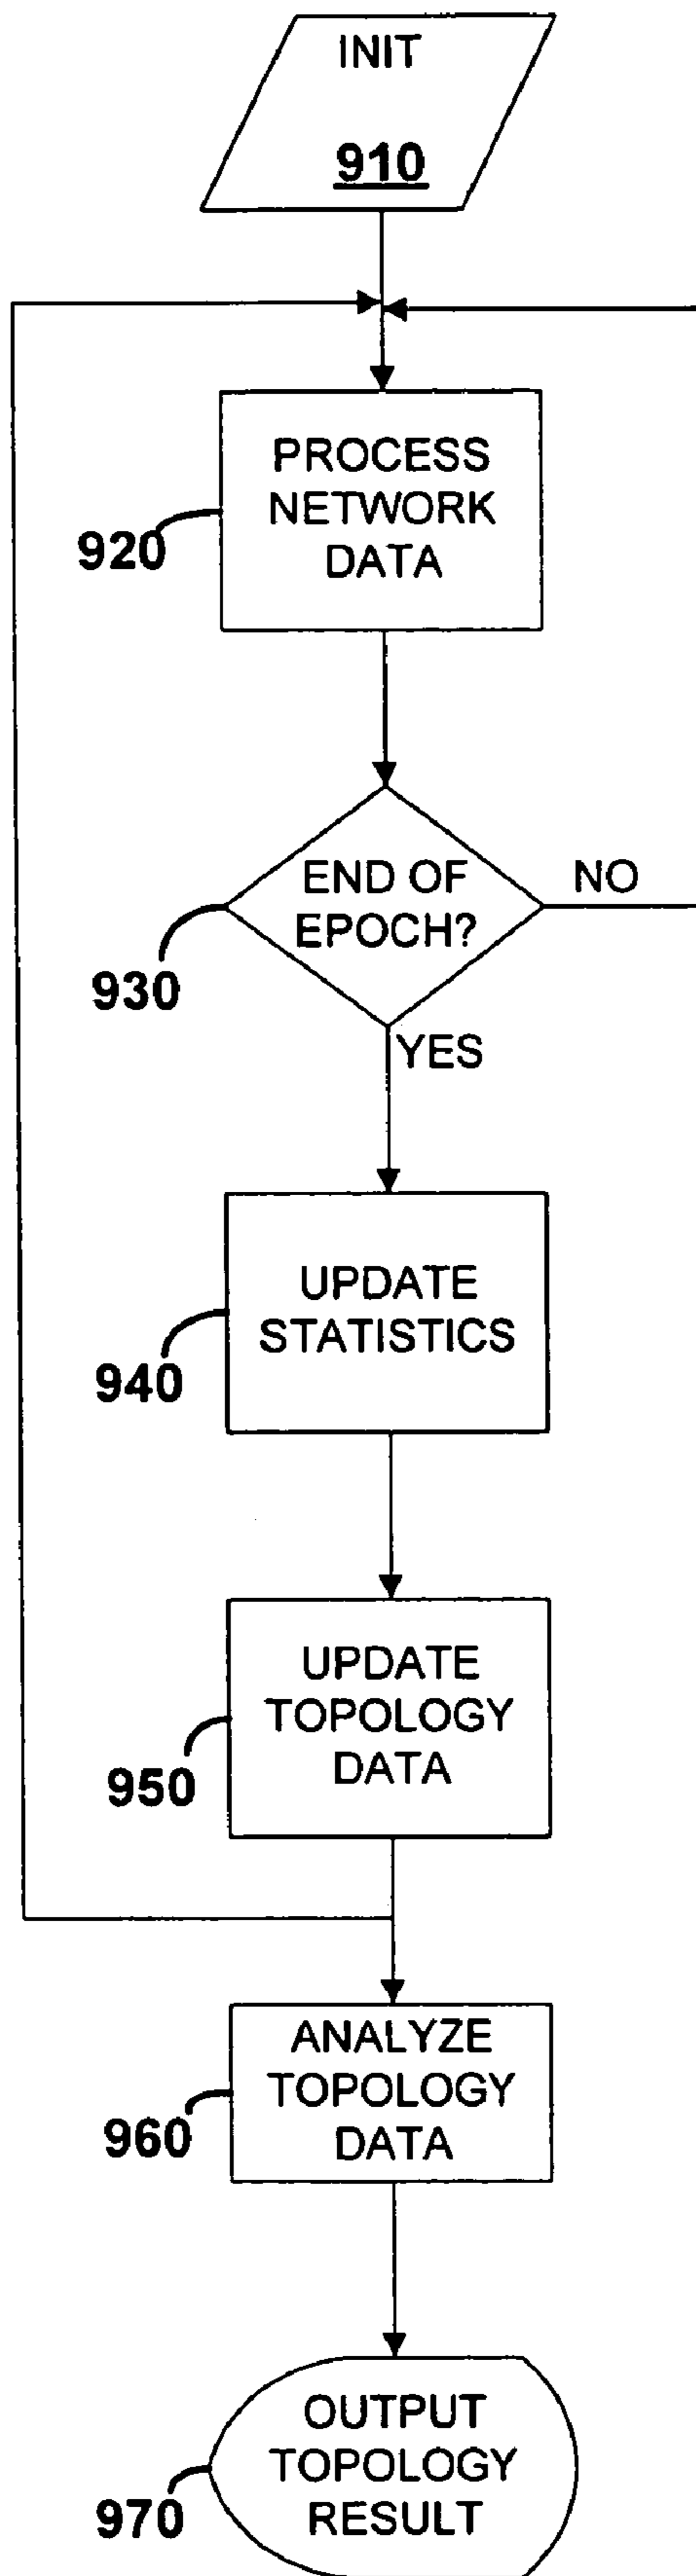 INIT
910
PROCESS
NETWORK
DATA
920
END OF
EPOCH?
NO
930
YES
UPDATE
STATISTICS
940
UPDATE
TOPOLOGY
DATA
950
ANALYZE
TOPOLOGY
DATA
960
OUTPUT
TOPOLOGY
RESULT
970